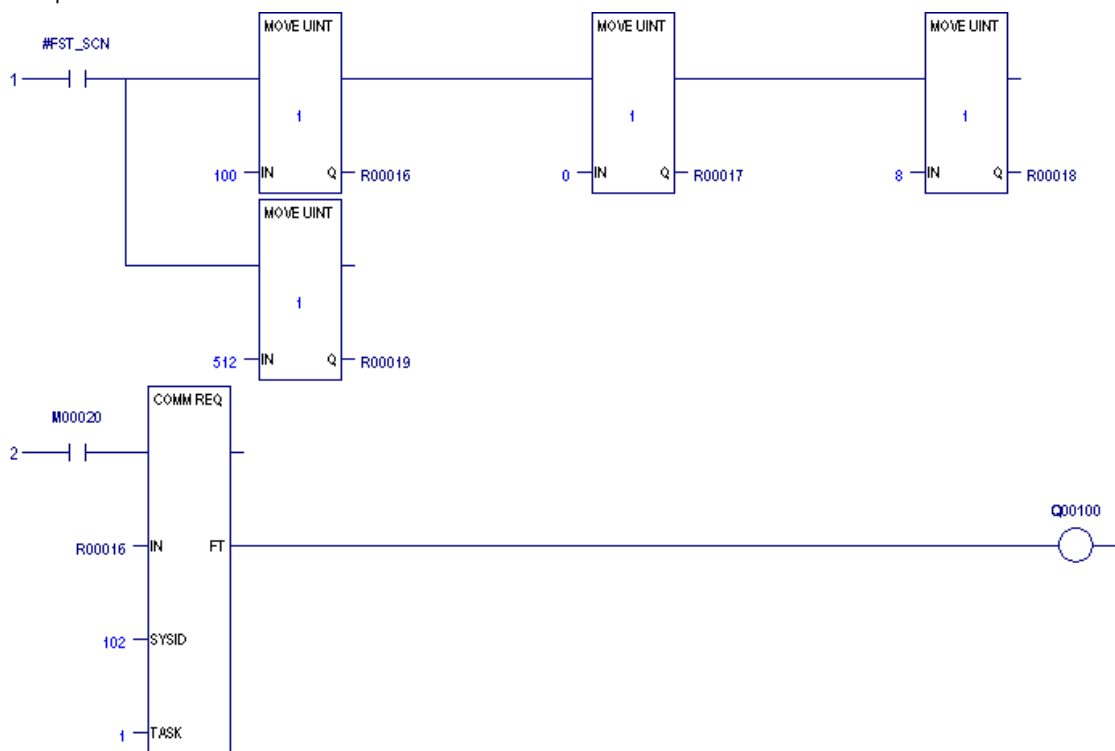 #FST_SCN
1
MOVE UINT
1
100 IN Q R00016
MOVE UINT
1
0 IN Q R00017
MOVE UINT
1
8 IN Q R00018
MOVE UINT
1
512 IN Q R00019
M00020
2
COMM REQ
R00016 IN FT
Q00100
102 SYSID
1 TASK